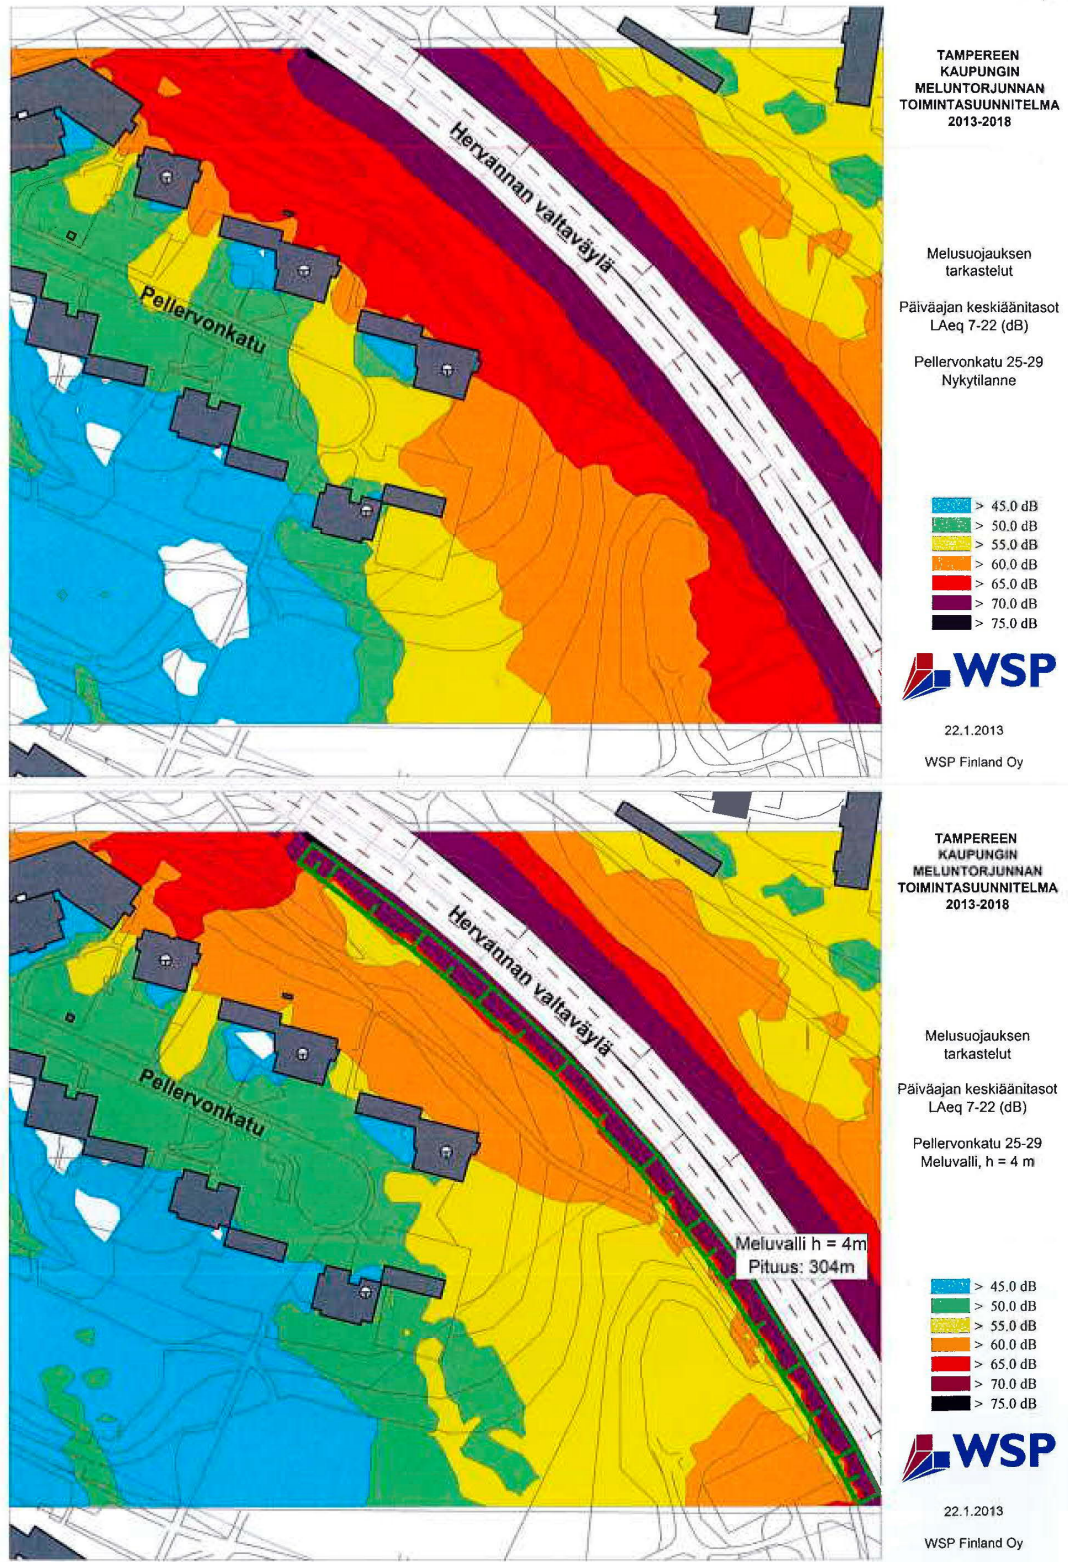 TAMPEREEN
KAUPUNGIN
MELUNTORJUNNAN
TOIMINTASUUNNITELMA
2013-2018
Melusuojauksen
tarkastelut
Päiväajan keskiäänitasot
LAeq 7-22 (dB)
Pellervonkatu 25-29
Nykytilanne
Hervannan valtaväylä
Pellervonkatu
> 45.0 dB
> 50.0 dB
> 55.0 dB
> 60.0 dB
> 65.0 dB
> 70.0 dB
> 75.0 dB
WSP
22.1.2013
WSP Finland Oy
TAMPEREEN
KAUPUNGIN
MELUNTORJUNNAN
TOIMINTASUUNNITELMA
2013-2018
Melusuojauksen
tarkastelut
Päiväajan keskiäänitasot
LAeq 7-22 (dB)
Pellervonkatu 25-29
Meluvalli, h = 4 m
Hervannan valtaväylä
Pellervonkatu
Meluvalli h = 4m
Pituus: 304m
> 45.0 dB
> 50.0 dB
> 55.0 dB
> 60.0 dB
> 65.0 dB
> 70.0 dB
> 75.0 dB
WSP
22.1.2013
WSP Finland Oy